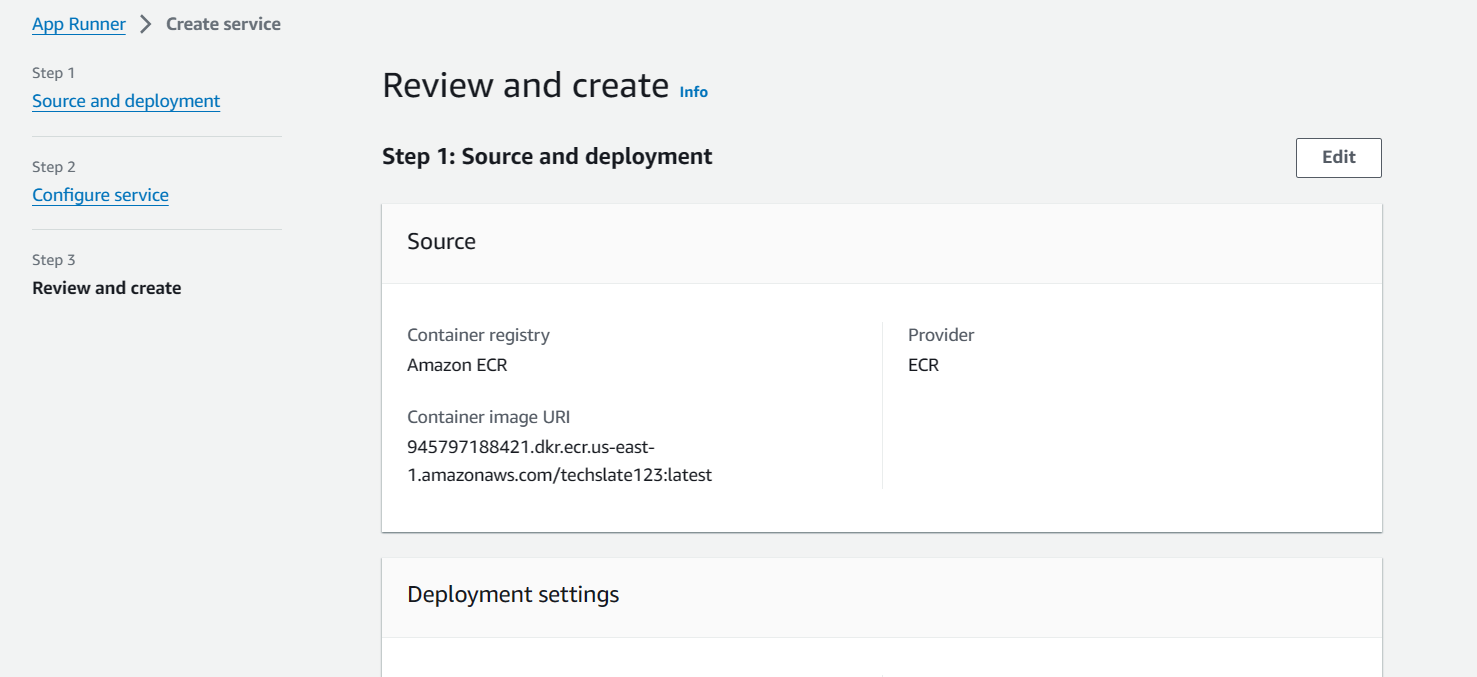 App Runner > Create service
Step 1
Source and deployment
Step 2
Configure service
Step 3
Review and create
Review and create Info
Step 1: Source and deployment
Edit
Source
Container registry
Amazon ECR
Container image URI
945797188421.dkr.ecr.us-east-
1.amazonaws.com/techslate123:latest
Provider
ECR
Deployment settings